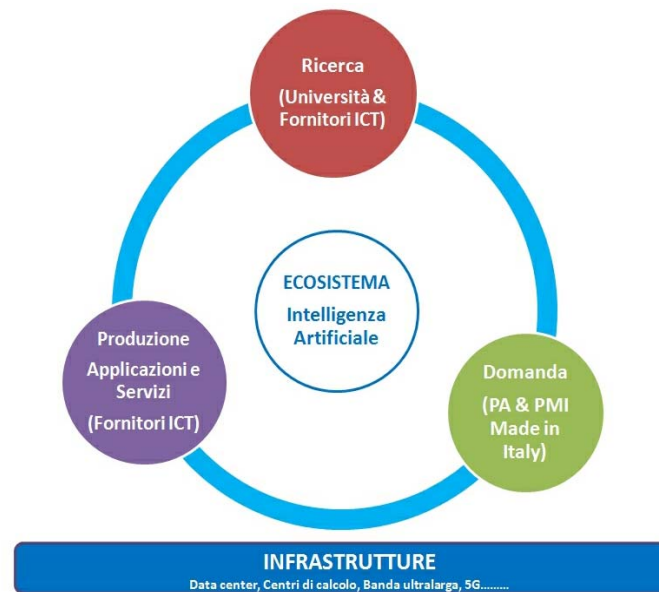 Ricerca
(Università &
Fornitori ICT)
ECOSISTEMA
Intelligenza
Artificiale
Produzione
Applicazioni e
Servizi
(Fornitori ICT)
Domanda
(PA & PMI
Made in
Italy)
INFRASTRUTTURE
Data center, Centri di calcolo, Banda ultralarga, 5G.........